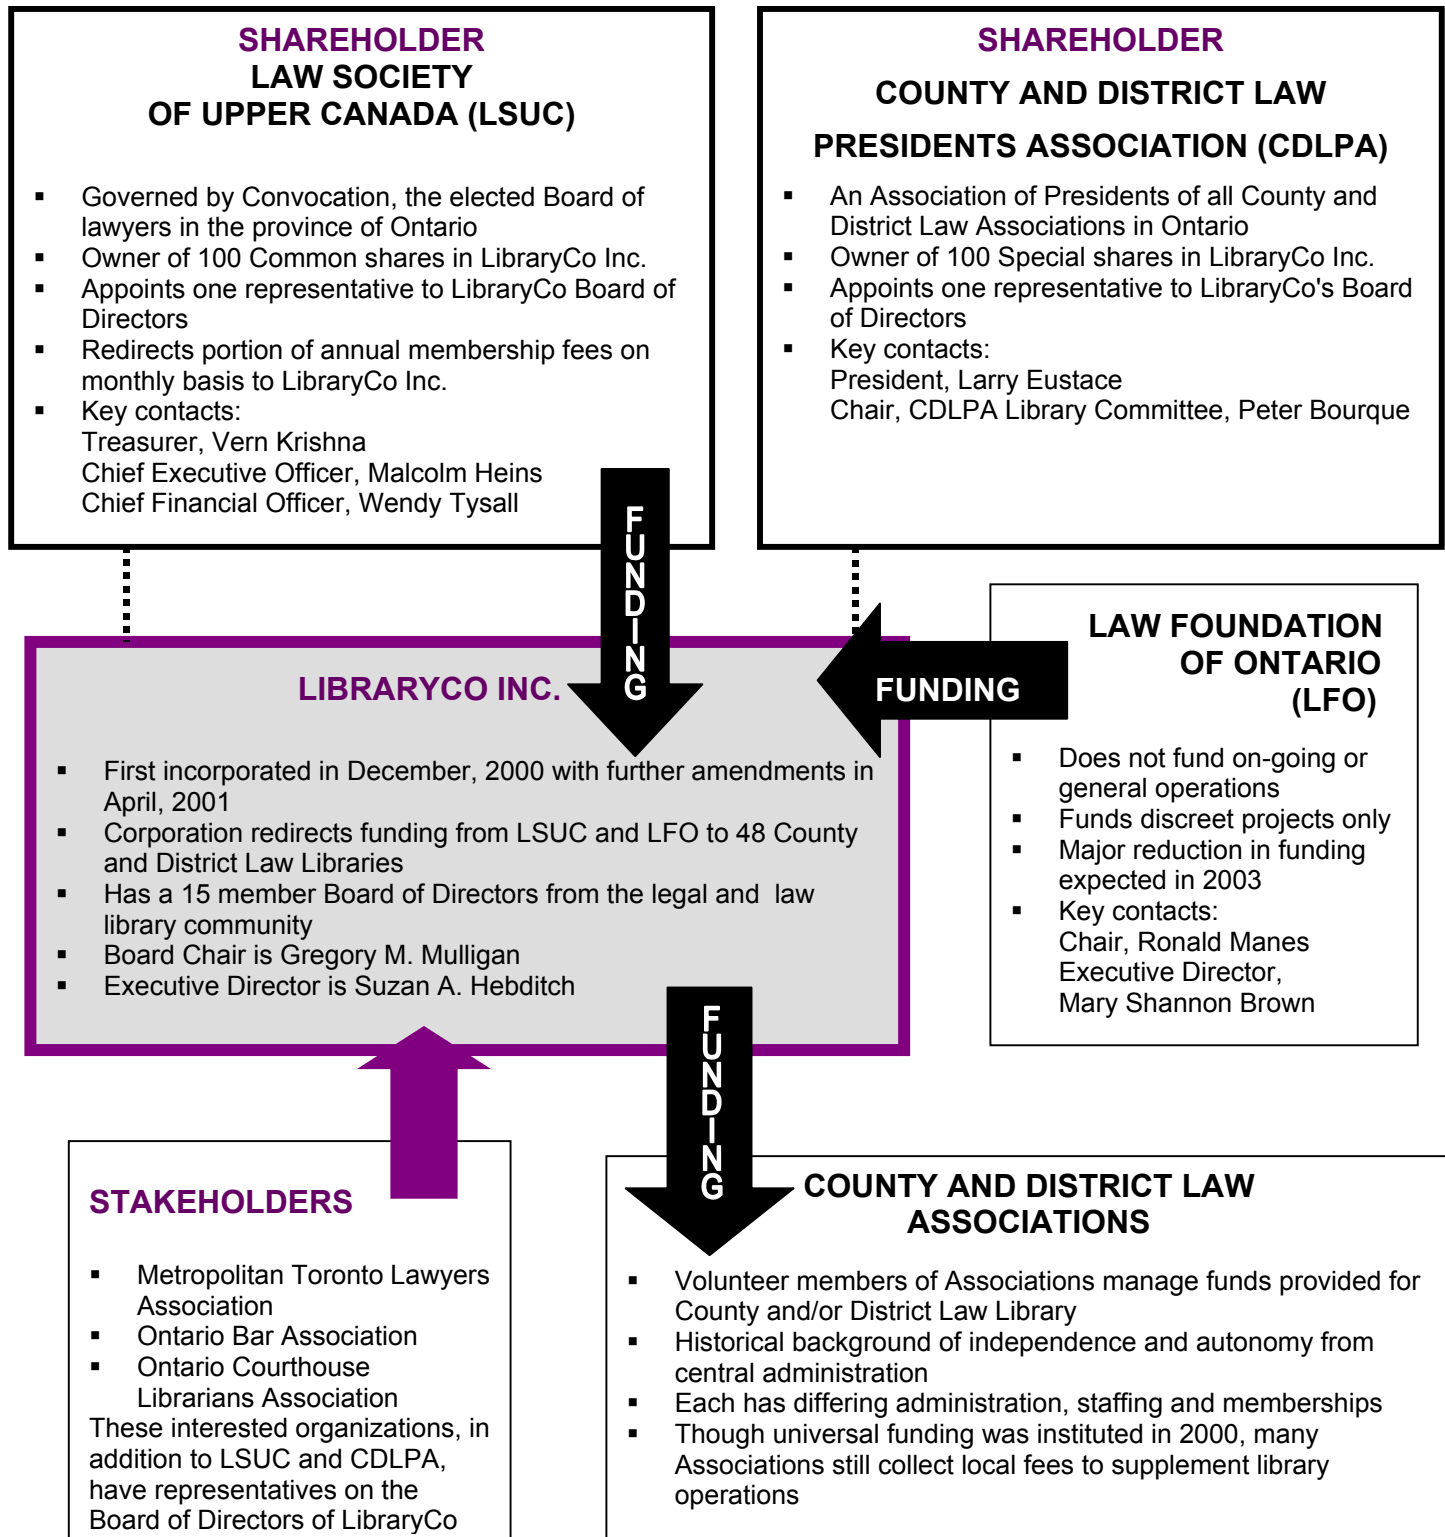 SHAREHOLDER
LAW SOCIETY
OF UPPER CANADA (LSUC)
▪ Governed by Convocation, the elected Board of
lawyers in the province of Ontario
▪ Owner of 100 Common shares in LibraryCo Inc.
▪ Appoints one representative to LibraryCo Board of
Directors
▪ Redirects portion of annual membership fees on
monthly basis to LibraryCo Inc.
▪ Key contacts:
Treasurer, Vern Krishna
Chief Executive Officer, Malcolm Heins
Chief Financial Officer, Wendy Tysall
SHAREHOLDER
COUNTY AND DISTRICT LAW
PRESIDENTS ASSOCIATION (CDLPA)
▪ An Association of Presidents of all County and
District Law Associations in Ontario
▪ Owner of 100 Special shares in LibraryCo Inc.
▪ Appoints one representative to LibraryCo's Board
of Directors
▪ Key contacts:
President, Larry Eustace
Chair, CDLPA Library Committee, Peter Bourque
FUNDING
LIBRARYCO INC.
▪ First incorporated in December, 2000 with further amendments in
April, 2001
▪ Corporation redirects funding from LSUC and LFO to 48 County
and District Law Libraries
▪ Has a 15 member Board of Directors from the legal and law
library community
▪ Board Chair is Gregory M. Mulligan
▪ Executive Director is Suzan A. Hebditch
FUNDING
LAW FOUNDATION
OF ONTARIO
(LFO)
▪ Does not fund on-going or
general operations
▪ Funds discreet projects only
▪ Major reduction in funding
expected in 2003
▪ Key contacts:
Chair, Ronald Manes
Executive Director,
Mary Shannon Brown
FUNDING
STAKEHOLDERS
▪ Metropolitan Toronto Lawyers
Association
▪ Ontario Bar Association
▪ Ontario Courthouse
Librarians Association
These interested organizations, in
addition to LSUC and CDLPA,
have representatives on the
Board of Directors of LibraryCo
COUNTY AND DISTRICT LAW
ASSOCIATIONS
▪ Volunteer members of Associations manage funds provided for
County and/or District Law Library
▪ Historical background of independence and autonomy from
central administration
▪ Each has differing administration, staffing and memberships
▪ Though universal funding was instituted in 2000, many
Associations still collect local fees to supplement library
operations